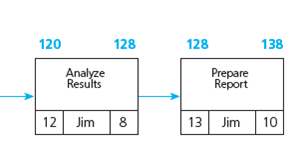 120 128 128 138
Analyze Prepare
Results Report
12 Jim 8 13 Jim 10